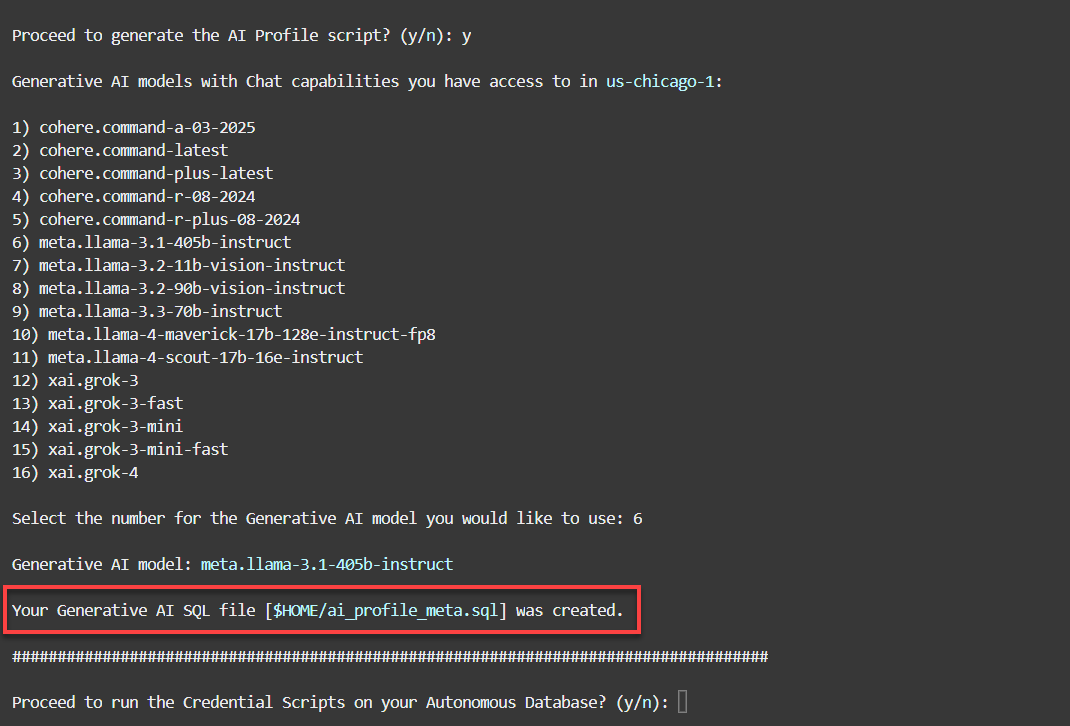 Proceed to generate the AI Profile script? (y/n): y
Generative AI models with Chat capabilities you have access to in us-chicago-1:
1) cohere.command-a-03-2025
2) cohere.command-latest
3) cohere.command-plus-latest
4) cohere.command-r-08-2024
5) cohere.command-r-plus-08-2024
6) meta.llama-3.1-405b-instruct
7) meta.llama-3.2-11b-vision-instruct
8) meta.llama-3.2-90b-vision-instruct
9) meta.llama-3.3-70b-instruct
10) meta.llama-4-maverick-17b-128e-instruct-fp8
11) meta.llama-4-scout-17b-16e-instruct
12) xai.grok-3
13) xai.grok-3-fast
14) xai.grok-3-mini
15) xai.grok-3-mini-fast
16) xai.grok-4
Select the number for the Generative AI model you would like to use: 6
Generative AI model: meta.llama-3.1-405b-instruct
Your Generative AI SQL file [$HOME/ai_profile_meta.sql] was created.
####################################################################################
Proceed to run the Credential Scripts on your Autonomous Database? (y/n):